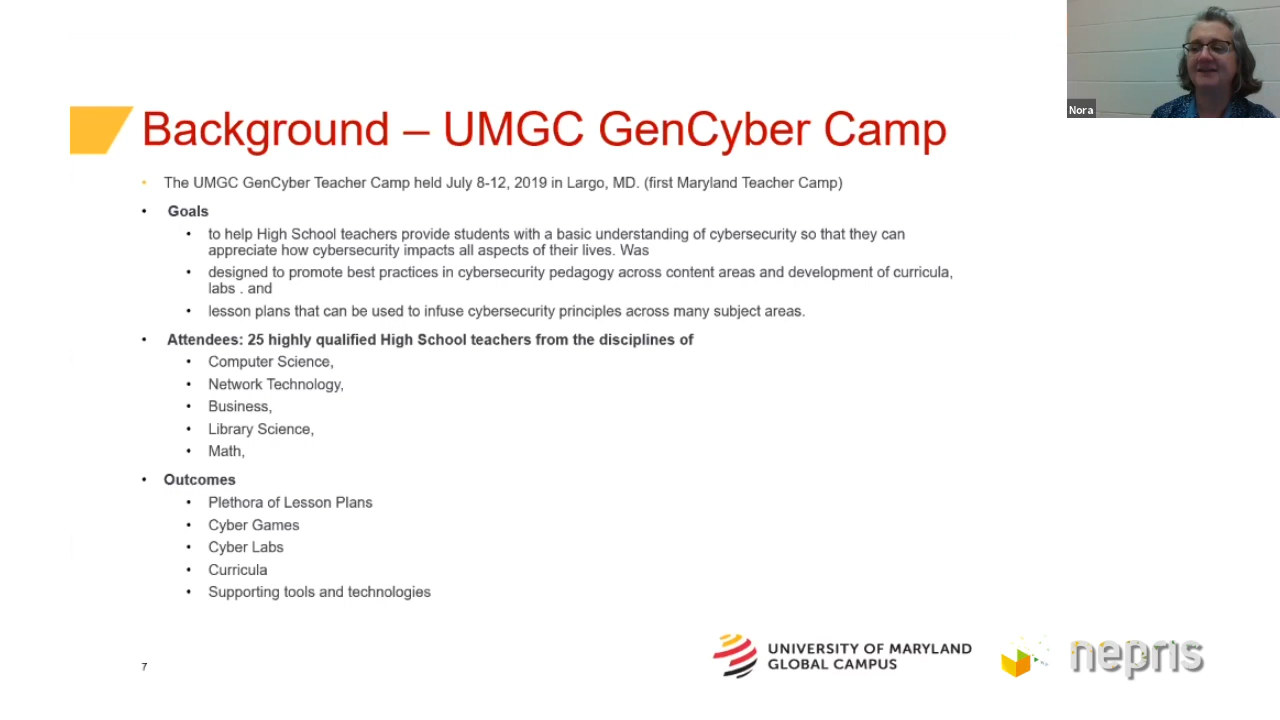 Nora
Background – UMGC GenCyber Camp
• The UMGC GenCyber Teacher Camp held July 8-12, 2019 in Largo, MD. (first Maryland Teacher Camp)
• Goals
• to help High School teachers provide students with a basic understanding of cybersecurity so that they can
appreciate how cybersecurity impacts all aspects of their lives. Was
• designed to promote best practices in cybersecurity pedagogy across content areas and development of curricula,
labs . and
• lesson plans that can be used to infuse cybersecurity principles across many subject areas.
• Attendees: 25 highly qualified High School teachers from the disciplines of
• Computer Science,
• Network Technology,
• Business,
• Library Science,
• Math,
• Outcomes
• Plethora of Lesson Plans
• Cyber Games
• Cyber Labs
• Curricula
• Supporting tools and technologies
7
UNIVERSITY OF MARYLAND
GLOBAL CAMPUS
nepris